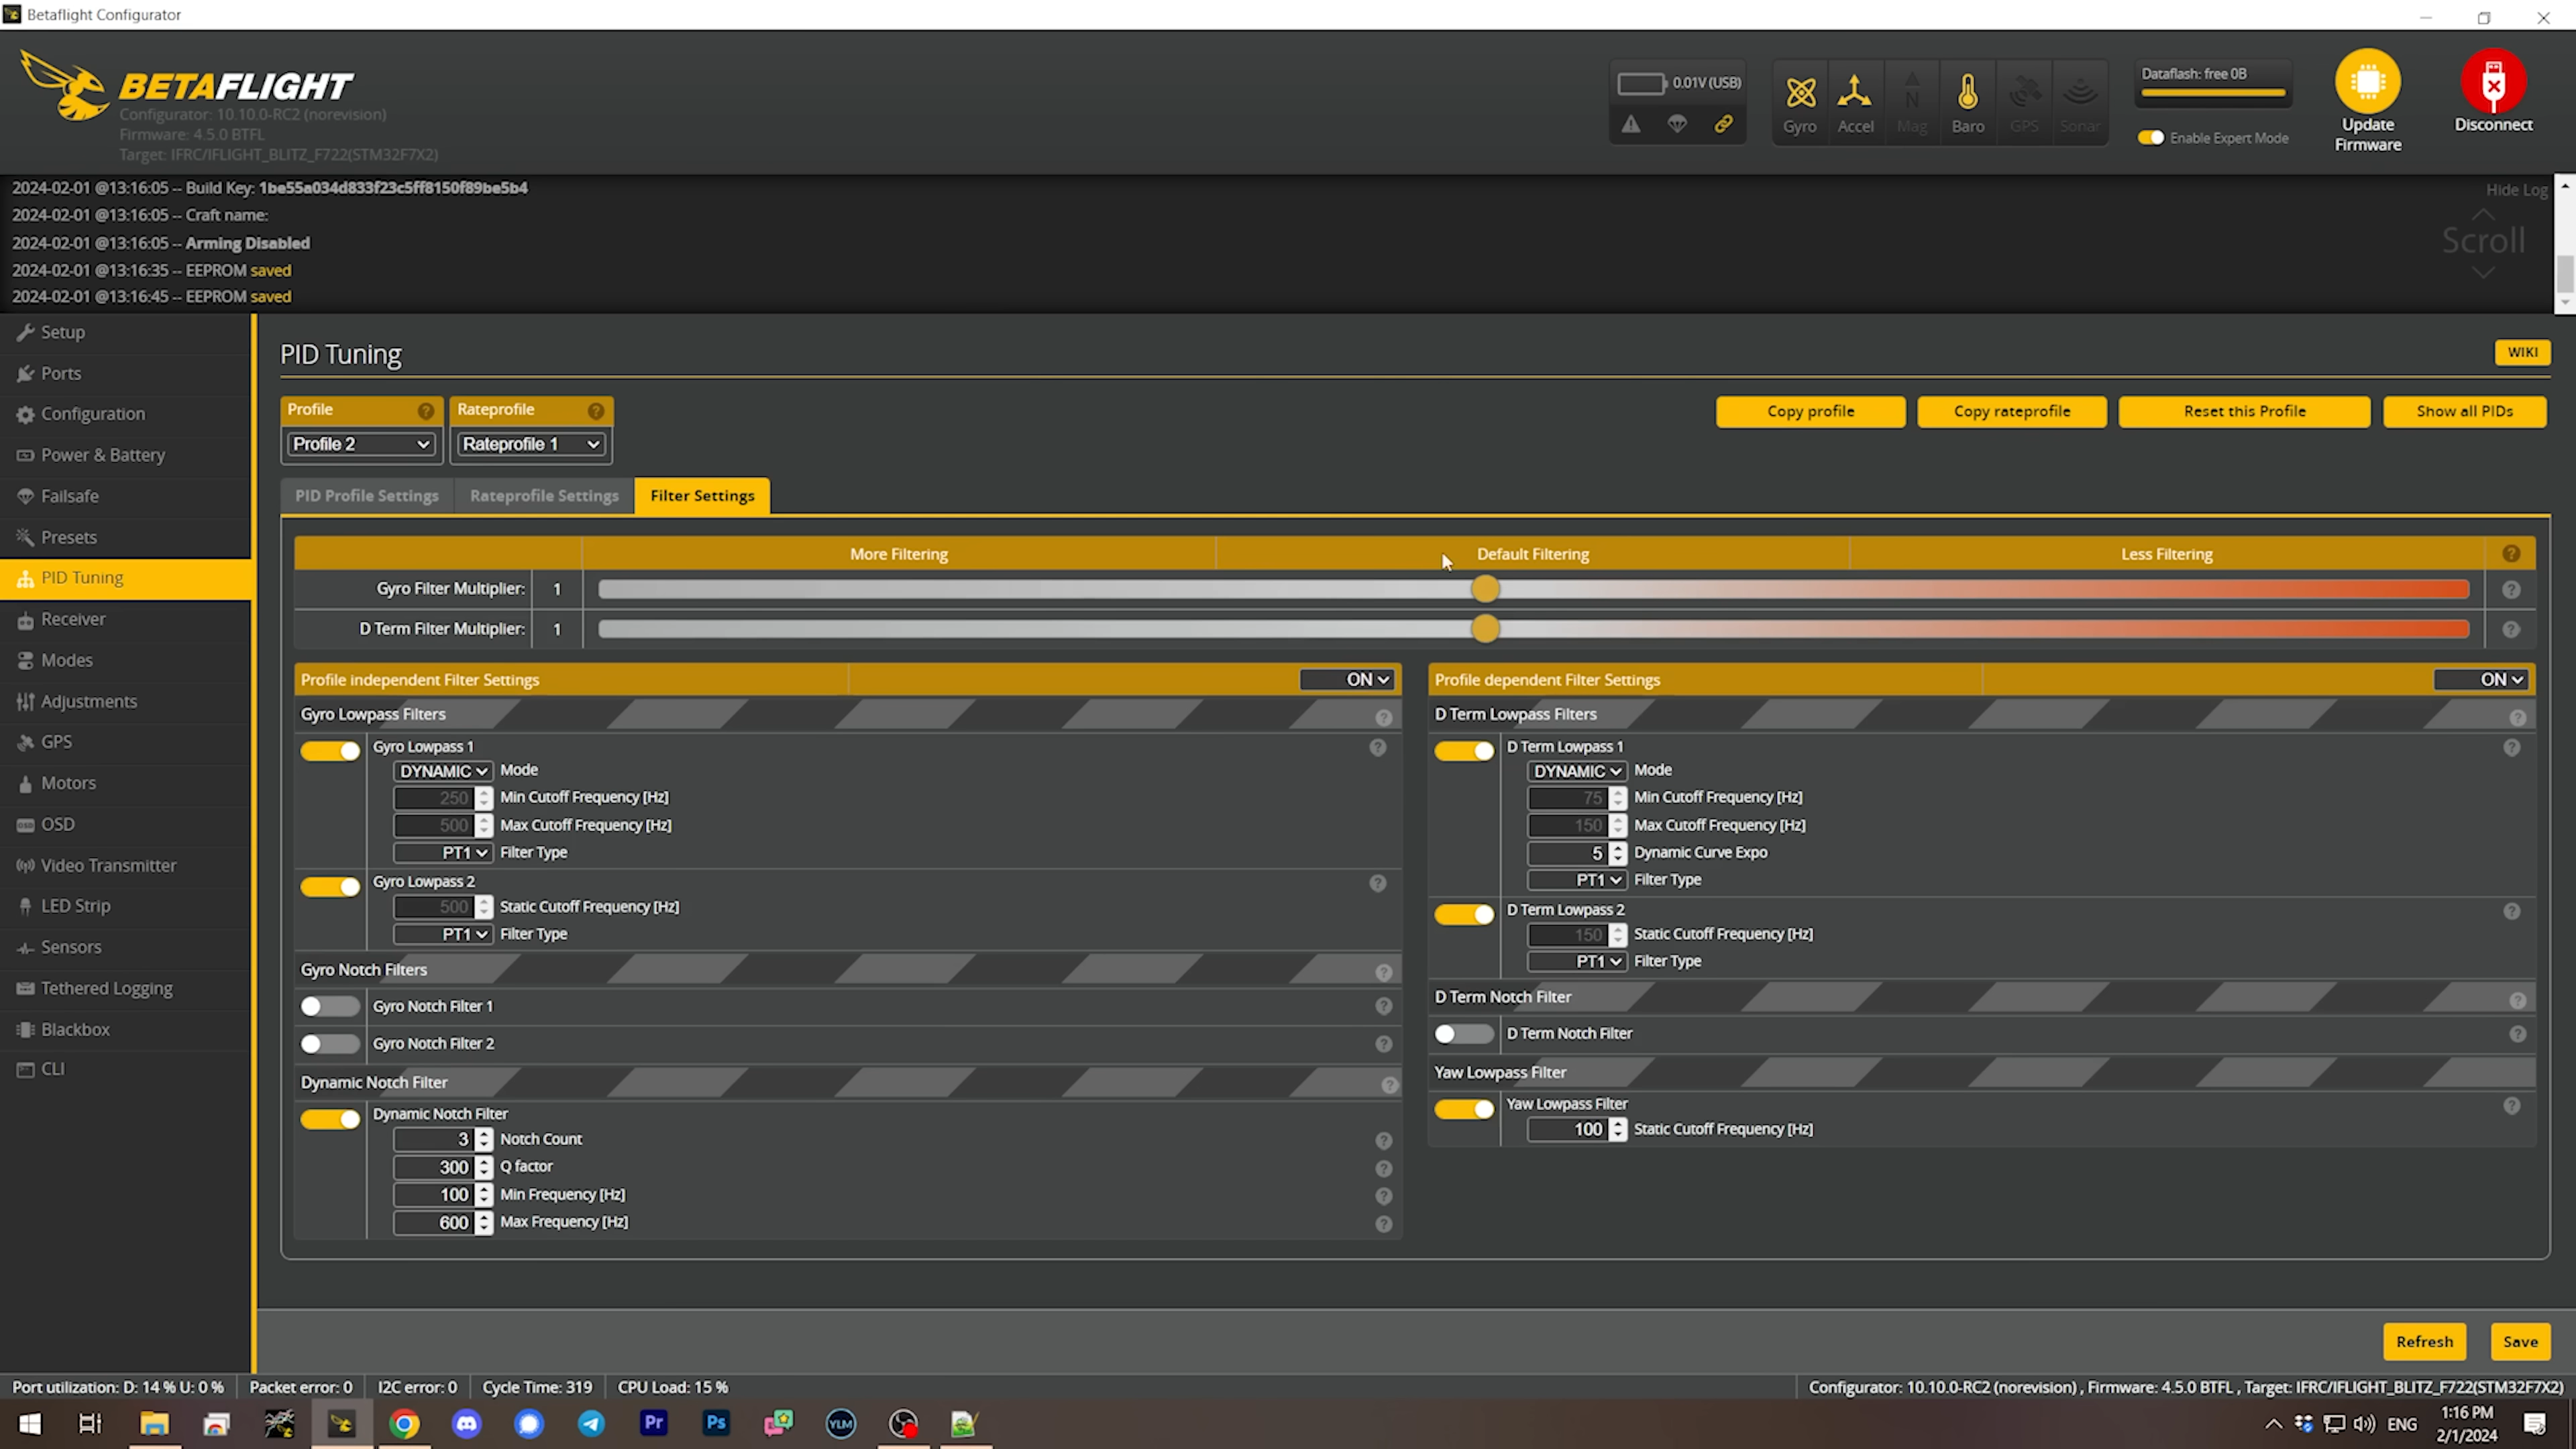 Betaflight Configurator
BETAFLIGHT
Configurator: 10.10.0-RC2 (norevision)
Firmware: 4.5.0 BTFL
Target: IFRC/IFLIGHT_BLITZ_F722(STM32F7X2)
0.01V (USB)
Gyro Accel Mag Baro GPS Sonar
Dataflash: free 0B
Enable Expert Mode
Update Firmware
Disconnect
2024-02-01 @13:16:05 -- Build Key: 1be55a034d833f23c5ff8150f89be5b4
2024-02-01 @13:16:05 -- Craft name:
2024-02-01 @13:16:05 -- Arming Disabled
2024-02-01 @13:16:35 -- EEPROM saved
2024-02-01 @13:16:45 -- EEPROM saved
Hide Log
Scroll
Setup
Ports
Configuration
Power & Battery
Failsafe
Presets
PID Tuning
Receiver
Modes
Adjustments
GPS
Motors
OSD
Video Transmitter
LED Strip
Sensors
Tethered Logging
Blackbox
CLI
PID Tuning
WIKI
Profile
Profile 2
Rateprofile
Rateprofile 1
Copy profile
Copy rateprofile
Reset this Profile
Show all PIDs
PID Profile Settings
Rateprofile Settings
Filter Settings
More Filtering Default Filtering Less Filtering
Gyro Filter Multiplier: 1
D Term Filter Multiplier: 1
Profile independent Filter Settings ON
Gyro Lowpass Filters
Gyro Lowpass 1
DYNAMIC Mode
250 Min Cutoff Frequency [Hz]
500 Max Cutoff Frequency [Hz]
PT1 Filter Type
Gyro Lowpass 2
500 Static Cutoff Frequency [Hz]
PT1 Filter Type
Gyro Notch Filters
Gyro Notch Filter 1
Gyro Notch Filter 2
Dynamic Notch Filter
Dynamic Notch Filter
3 Notch Count
300 Q factor
100 Min Frequency [Hz]
600 Max Frequency [Hz]
Profile dependent Filter Settings ON
D Term Lowpass Filters
D Term Lowpass 1
DYNAMIC Mode
75 Min Cutoff Frequency [Hz]
150 Max Cutoff Frequency [Hz]
5 Dynamic Curve Expo
PT1 Filter Type
D Term Lowpass 2
150 Static Cutoff Frequency [Hz]
PT1 Filter Type
D Term Notch Filter
D Term Notch Filter
Yaw Lowpass Filter
Yaw Lowpass Filter
100 Static Cutoff Frequency [Hz]
Refresh
Save
Port utilization: D: 14 % U: 0 % Packet error: 0 I2C error: 0 Cycle Time: 319 CPU Load: 15 %
Configurator: 10.10.0-RC2 (norevision) , Firmware: 4.5.0 BTFL , Target: IFRC/IFLIGHT_BLITZ_F722(STM32F7X2)
Pr
Ps
YLM
ENG
1:16 PM
2/1/2024